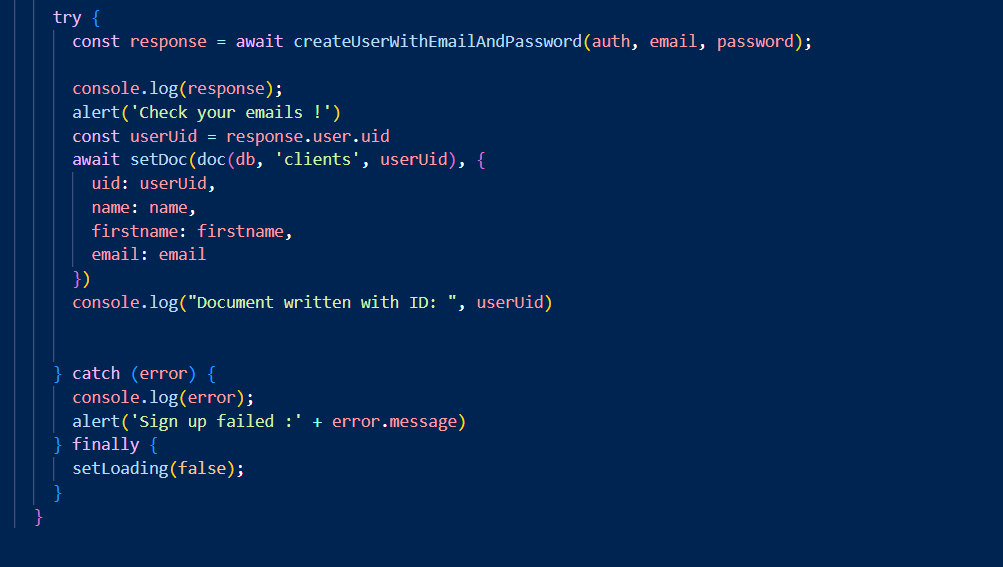 try {
const response = await createUserWithEmailAndPassword(auth, email, password);
console.log(response);
alert('Check your emails !')
const userUid = response.user.uid
await setDoc(doc(db, 'clients', userUid), {
uid: userUid,
name: name,
firstname: firstname,
email: email
})
console.log("Document written with ID: ", userUid)
} catch (error) {
console.log(error);
alert('Sign up failed :' + error.message)
} finally {
setLoading(false);
}
}